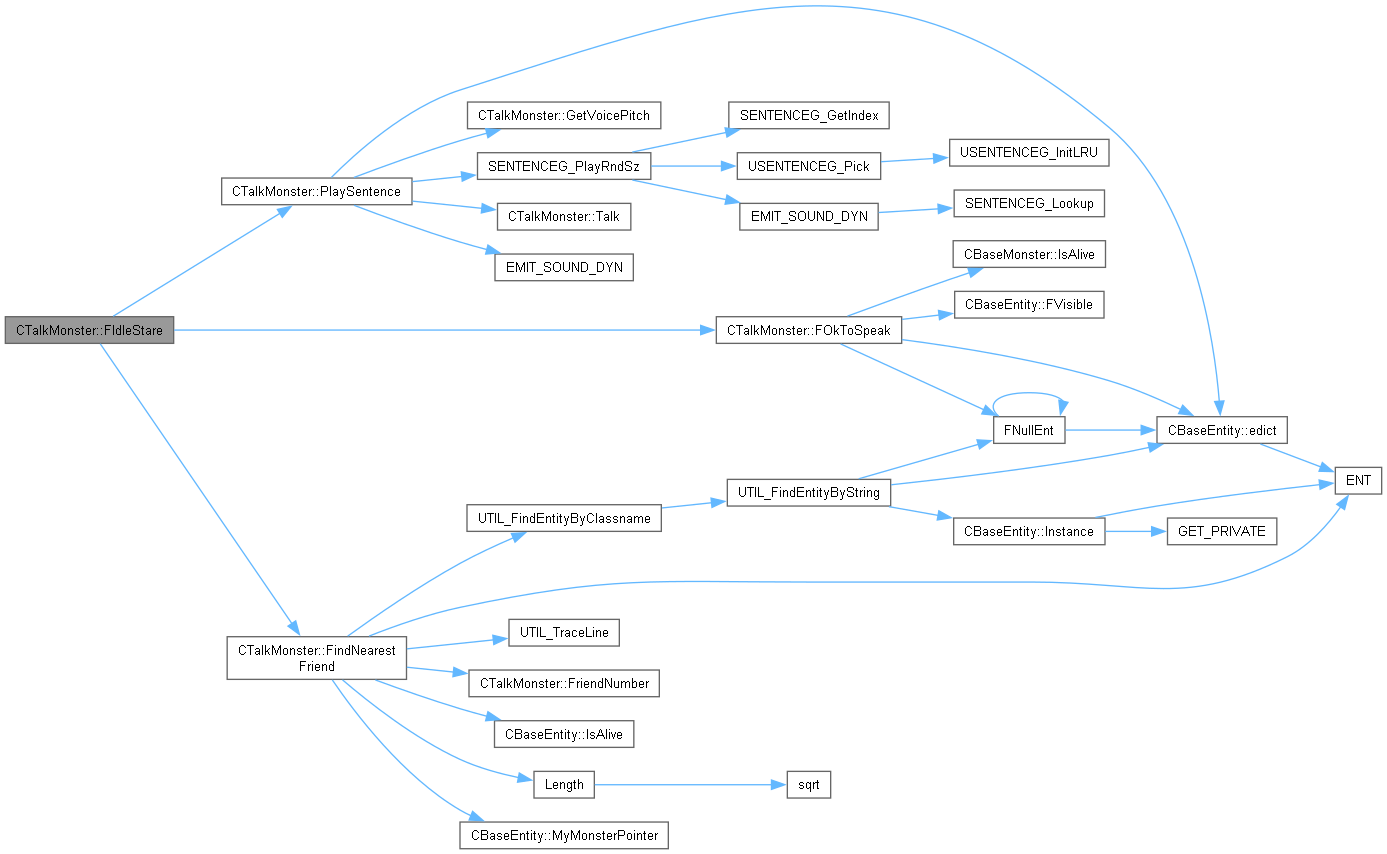 CTalkMonster::FIdleStare
CTalkMonster::PlaySentence
CTalkMonster::GetVoicePitch
SENTENCEG_PlayRndSz
SENTENCEG_GetIndex
USENTENCEG_Pick
USENTENCEG_InitLRU
EMIT_SOUND_DYN
SENTENCEG_Lookup
CTalkMonster::Talk
EMIT_SOUND_DYN
CTalkMonster::FOkToSpeak
CBaseMonster::IsAlive
CBaseEntity::FVisible
FNullEnt
CBaseEntity::edict
ENT
CTalkMonster::FindNearest
Friend
UTIL_FindEntityByClassname
UTIL_FindEntityByString
CBaseEntity::Instance
GET_PRIVATE
UTIL_TraceLine
CTalkMonster::FriendNumber
CBaseEntity::IsAlive
Length
sqrt
CBaseEntity::MyMonsterPointer